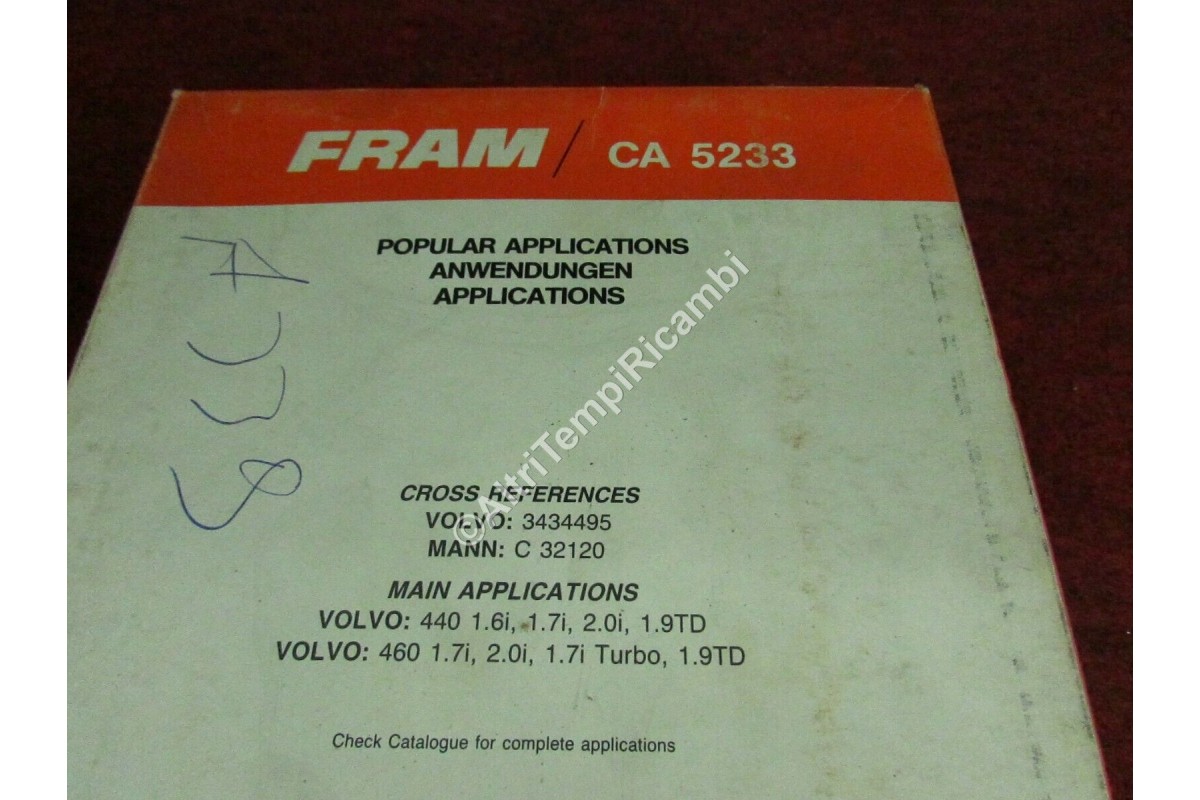 FRAM / CA 5233
POPULAR APPLICATIONS
ANWENDUNGEN
APPLICATIONS
©AltriTempiRicambi
CROSS REFERENCES
VOLVO: 3434495
MANN: C 32120
MAIN APPLICATIONS
VOLVO: 440 1.6i, 1.7i, 2.0i, 1.9TD
VOLVO: 460 1.7i, 2.0i, 1.7i Turbo, 1.9TD
Check Catalogue for complete applications